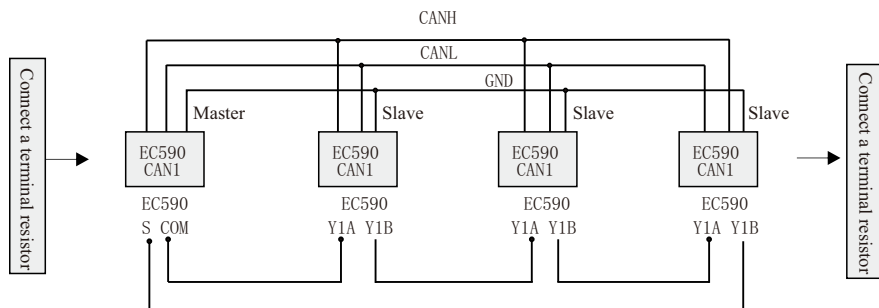 CANH
CANL
GND
Connect a terminal resistor
Master
Slave
Slave
Slave
Connect a terminal resistor
EC590
CAN1
EC590
CAN1
EC590
CAN1
EC590
CAN1
EC590
EC590
EC590
EC590
S COM
Y1A Y1B
Y1A Y1B
Y1A Y1B